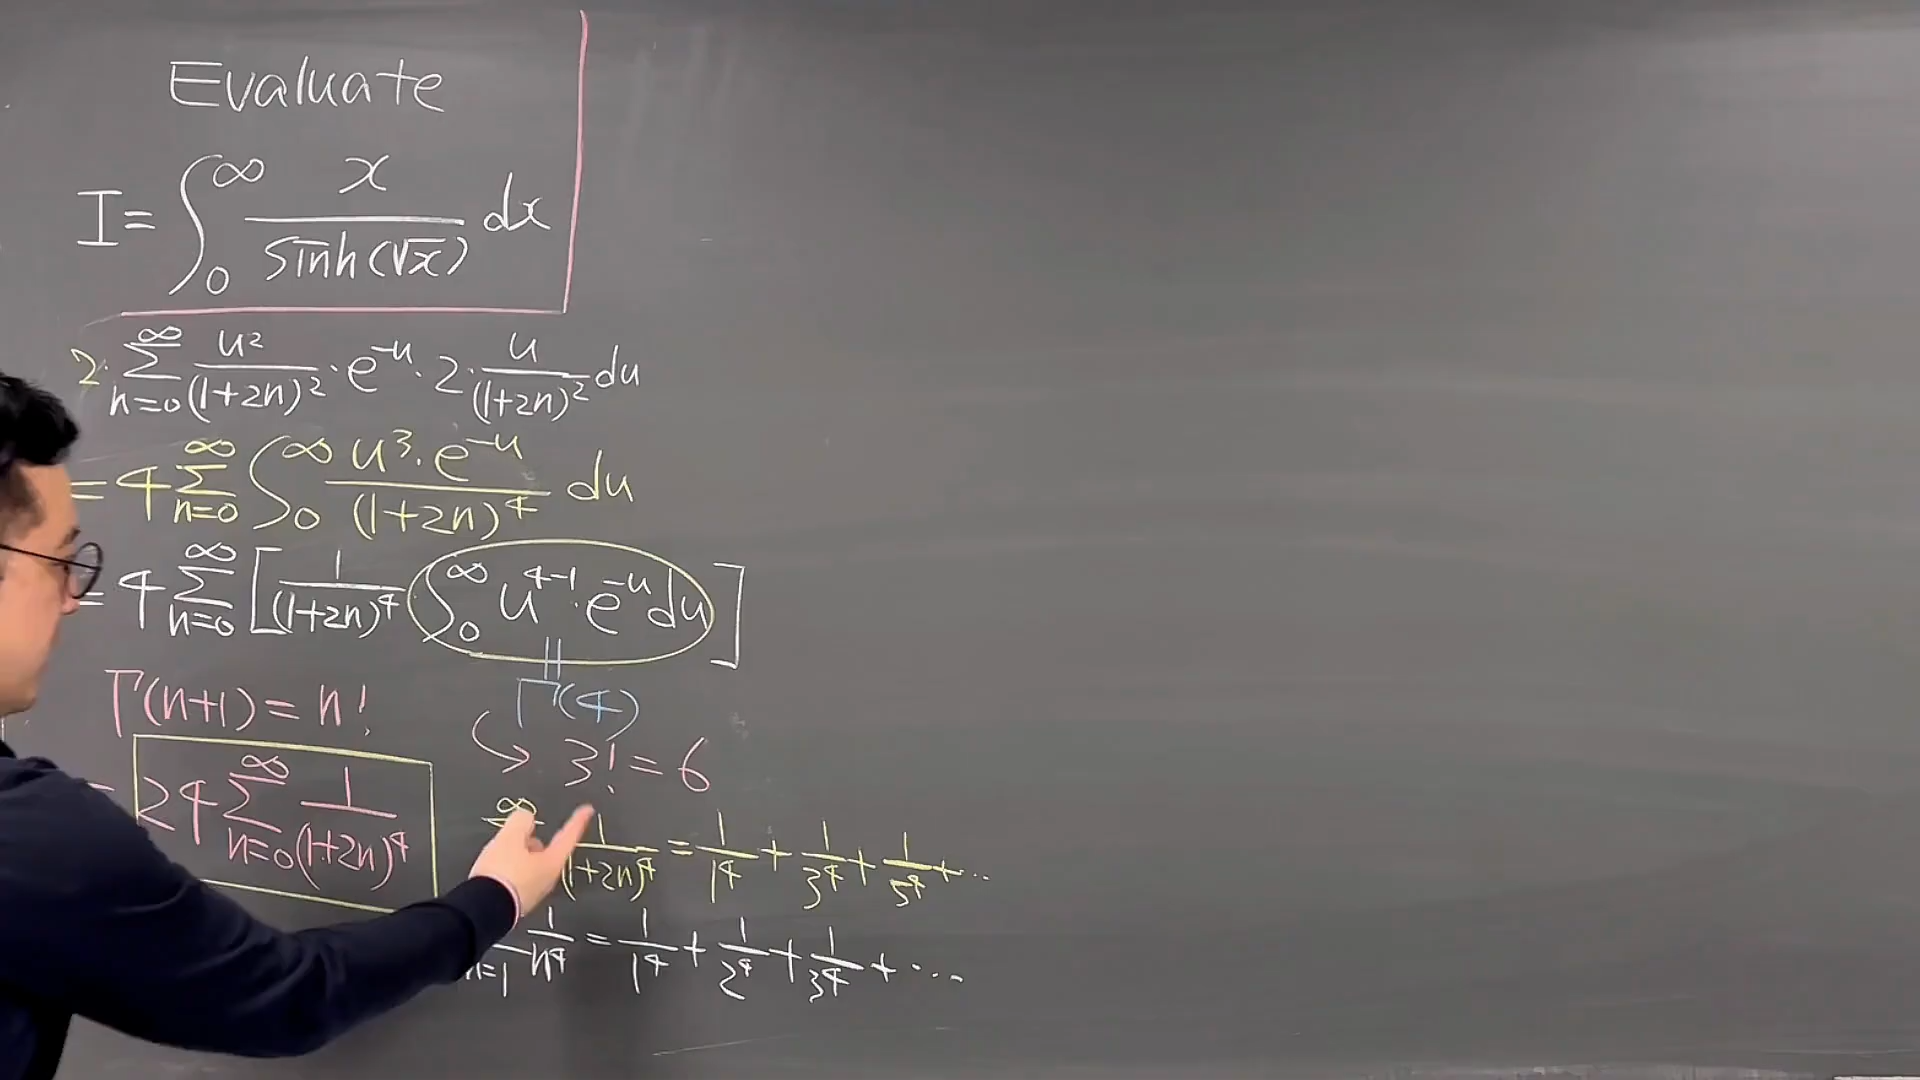 Evaluate
I = ∫₀^∞ x / sinh(√x) dx
2· ∑_{n=0}^∞ u² / (1+2n)² · e^{-u} · 2 · u / (1+2n)² du
= 4 ∑_{n=0}^∞ ∫₀^∞ u³ · e^{-u} / (1+2n)⁴ du
= 4 ∑_{n=0}^∞ [ 1 / (1+2n)⁴ ∫₀^∞ u^{4-1} · e^{-u} du ]
Γ(n+1) = n!
|| Γ(4)
↪ 3! = 6
= 24 ∑_{n=0}^∞ 1 / (1+2n)⁴
∞ 1 / (1+2n)⁴ = 1/1⁴ + 1/3⁴ + 1/5⁴ + ···
n=1 1/n⁴ = 1/1⁴ + 1/2⁴ + 1/3⁴ + ···